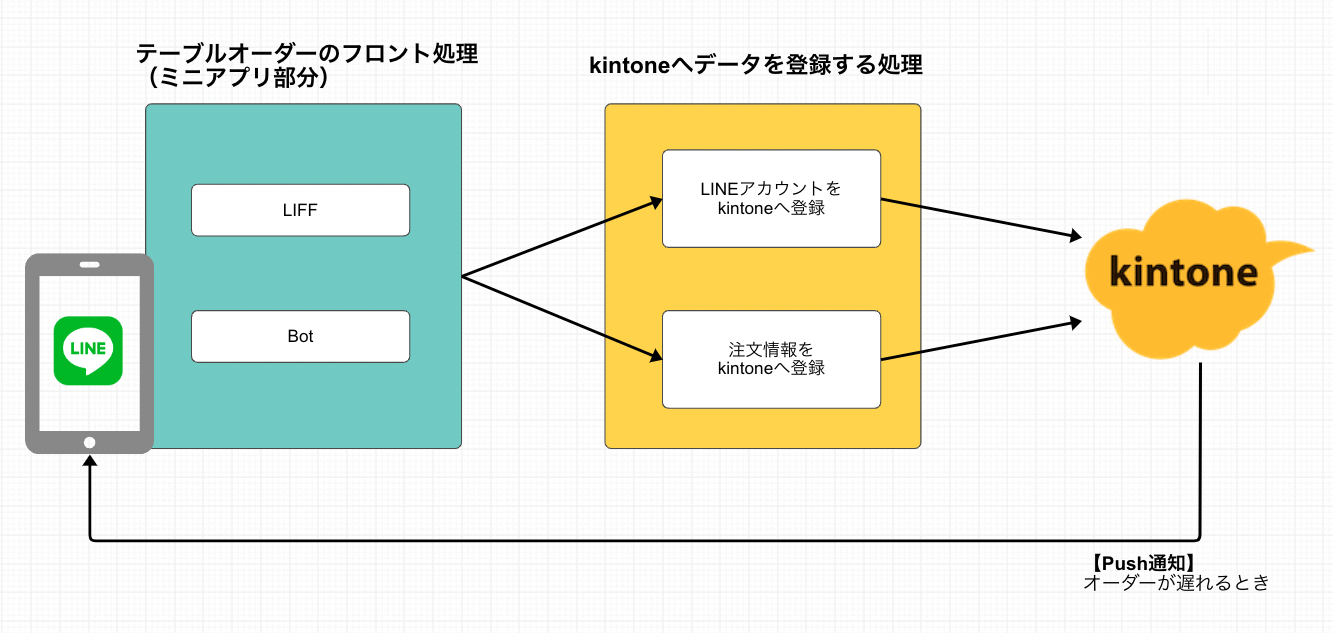 テーブルオーダーのフロント処理
（ミニアプリ部分）
kintoneへデータを登録する処理
LIFF
Bot
LINE
LINEアカウントを
kintoneへ登録
注文情報を
kintoneへ登録
kintone
【Push通知】
オーダーが遅れるとき